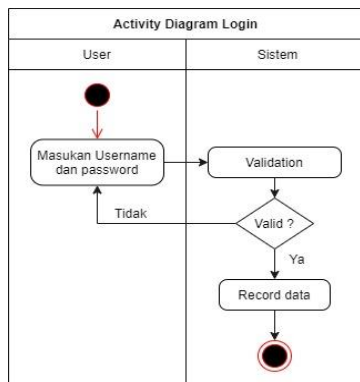 Activity Diagram Login
User
Sistem
Masukan Username
dan password
Validation
Valid ?
Tidak
Ya
Record data